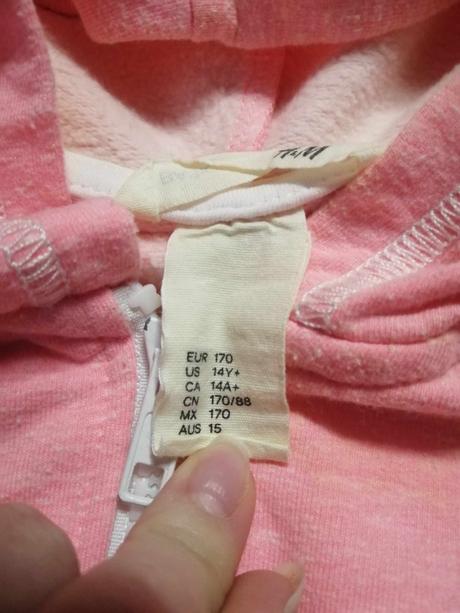 H&M
EUR 170
US 14Y+
CA 14A+
CN 170/88
MX 170
AUS 15